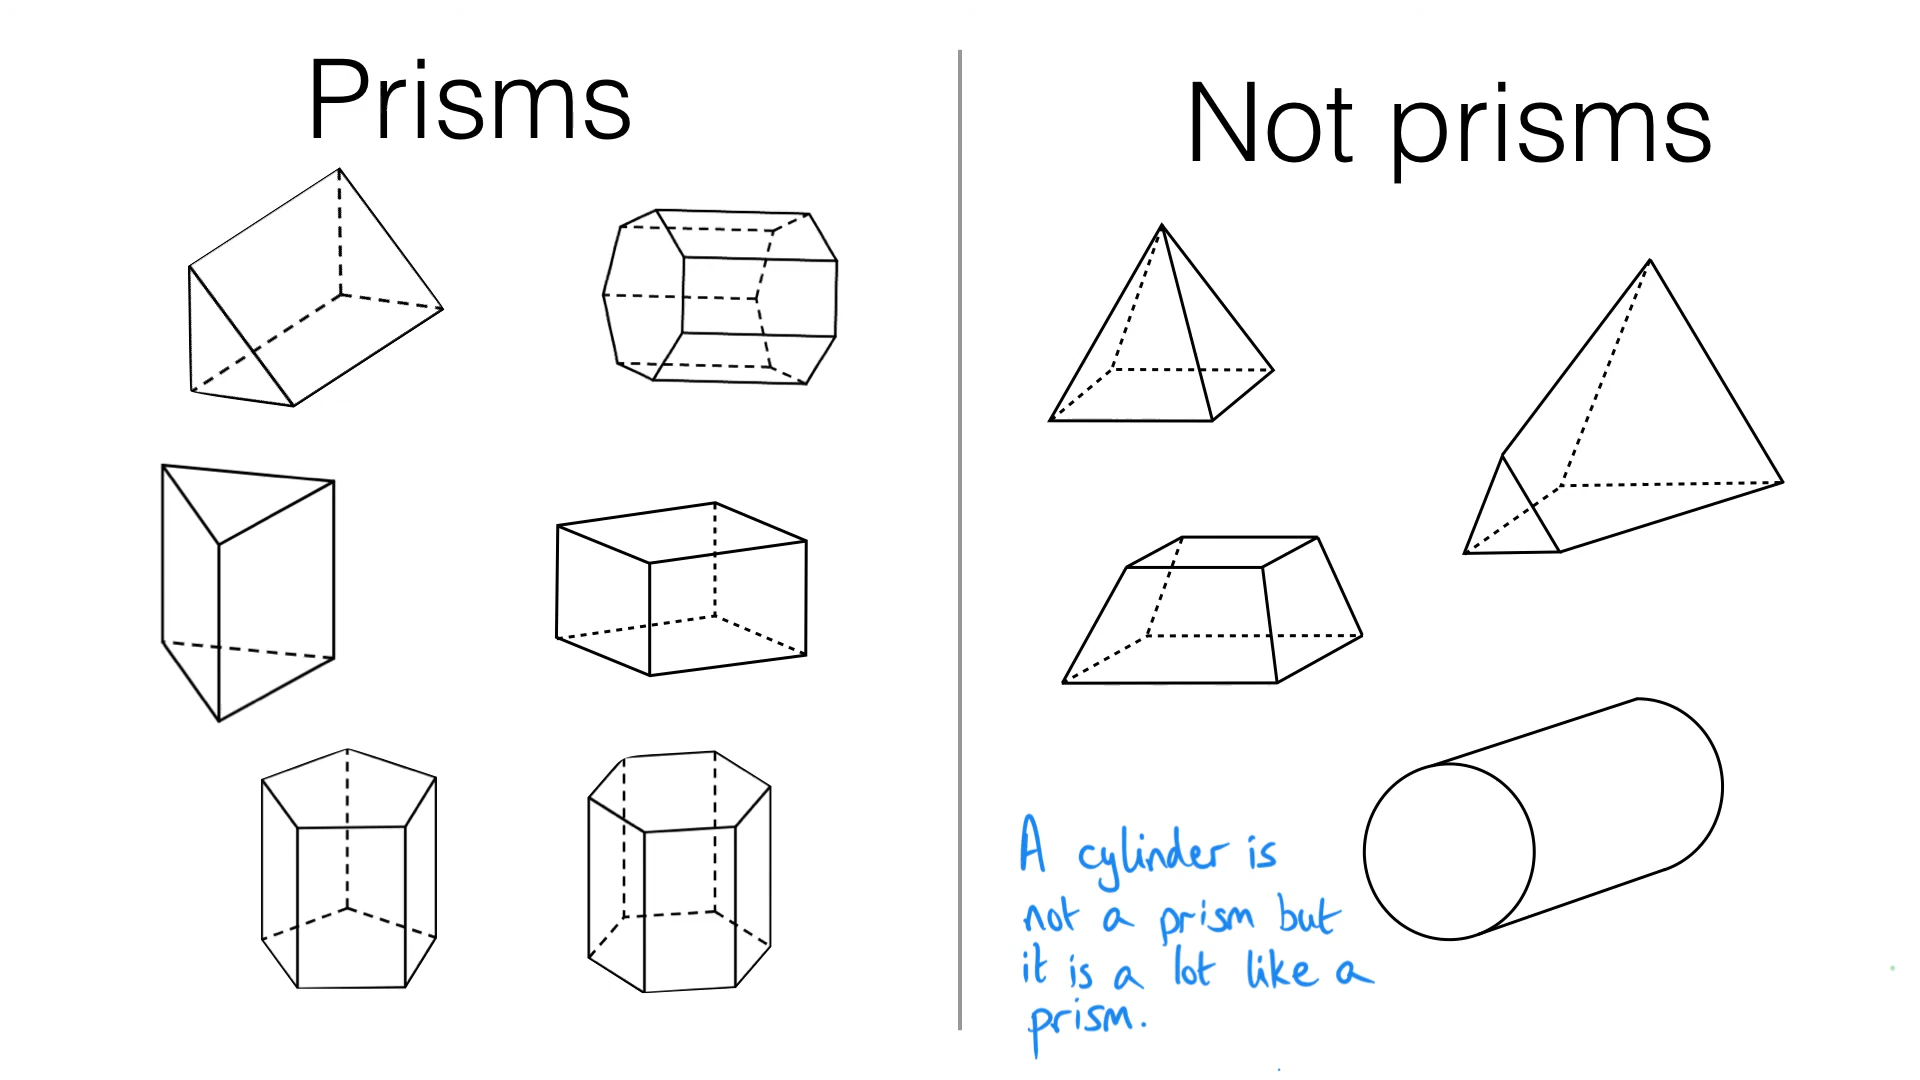 Prisms
Not prisms
A cylinder is
not a prism but
it is a lot like a
prism.